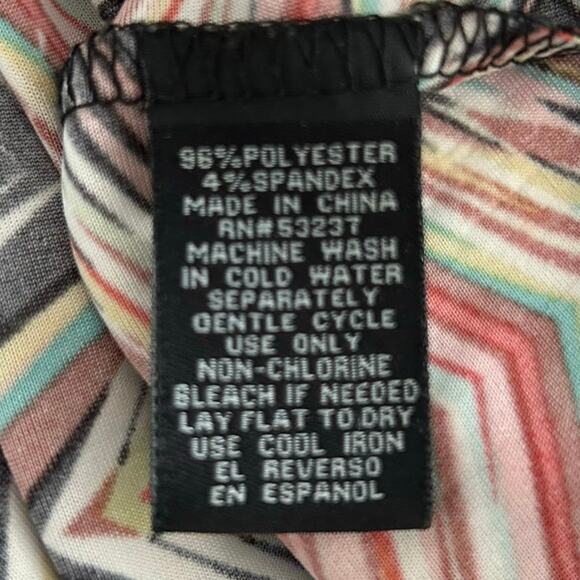 96%POLYESTER
4%SPANDEX
MADE IN CHINA
RN#53237
MACHINE WASH
IN COLD WATER
SEPARATELY
GENTLE CYCLE
USE ONLY
NON-CHLORINE
BLEACH IF NEEDED
LAY FLAT TO DRY
USE COOL IRON
EL REVERSO
EN ESPANOL